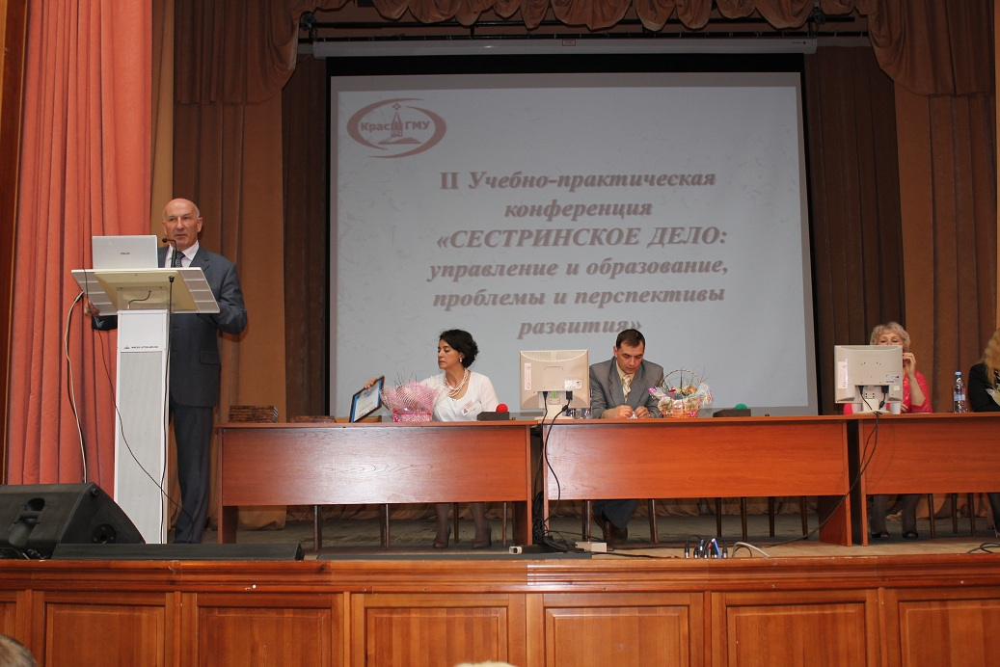 КрасГМУ
II Учебно-практическая
конференция
«СЕСТРИНСКОЕ ДЕЛО:
управление и образование,
проблемы и перспективы
развития»